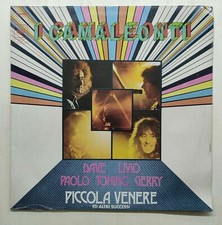 I CAMALEONTI
DAVE LIVIO
PAOLO TONINO GERRY
PICCOLA VENERE
ED ALTRI SUCCESSI